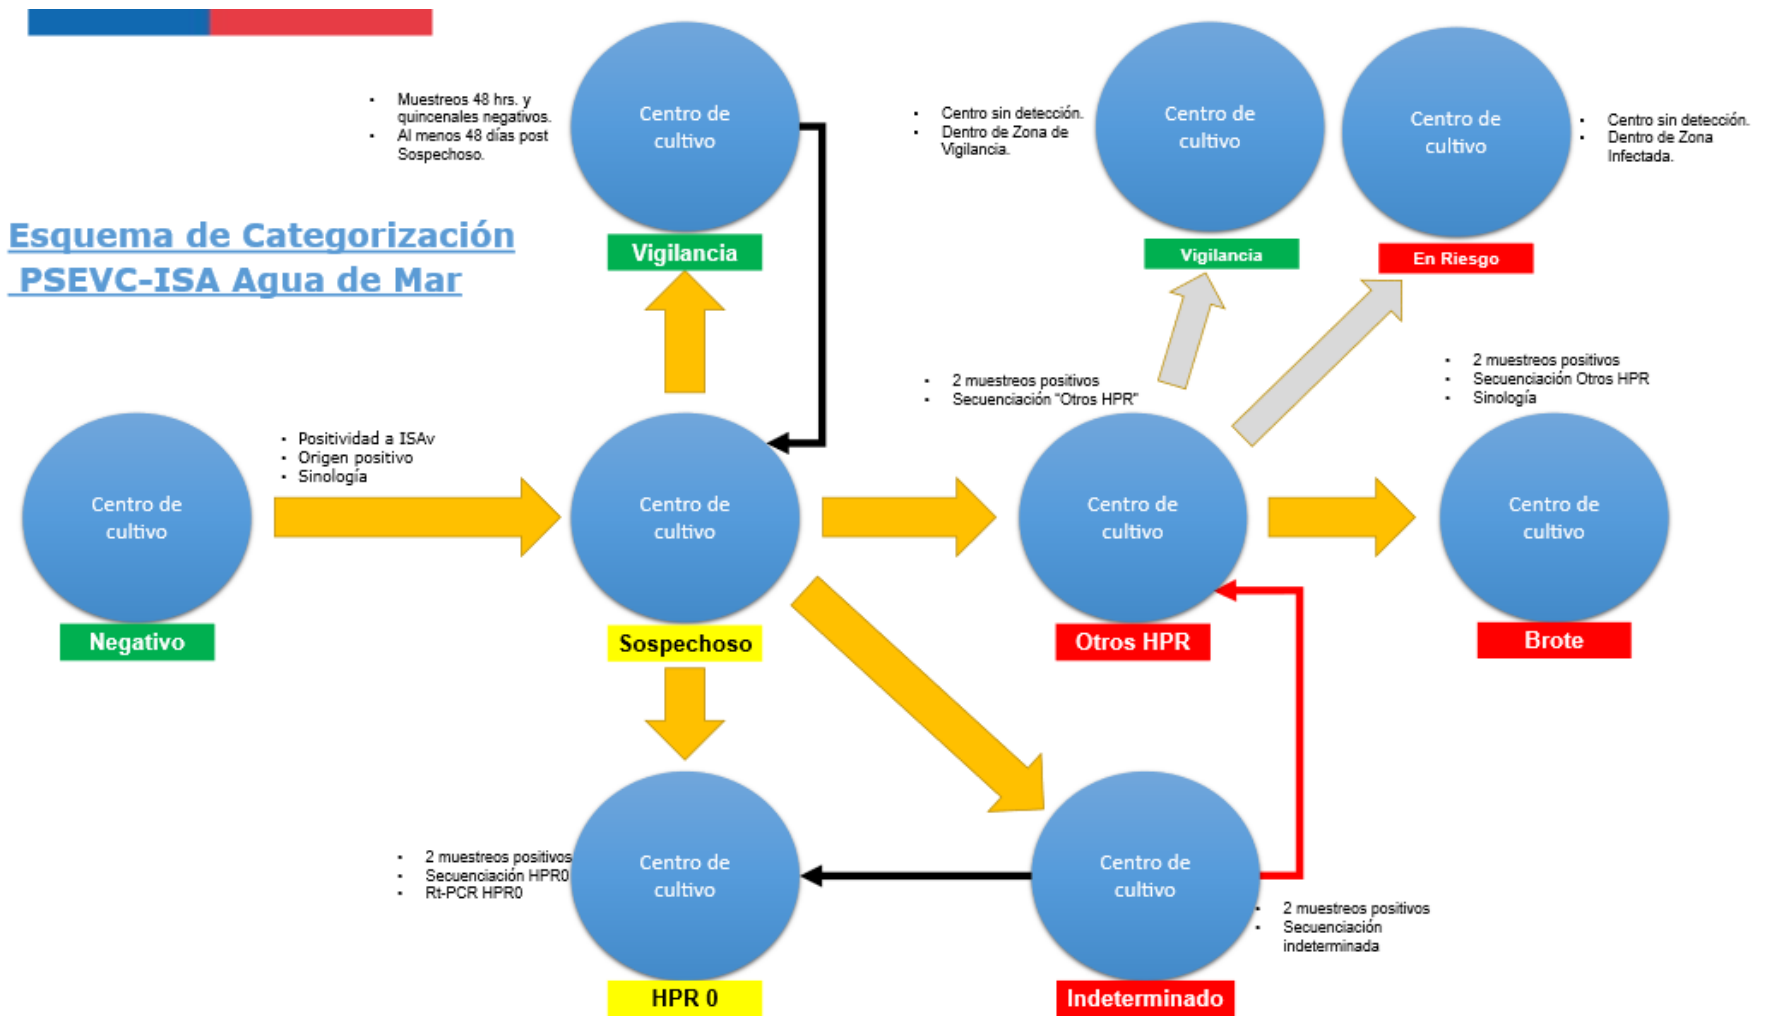 Esquema de Categorización
PSEVC-ISA Agua de Mar
▪ Muestreos 48 hrs. y
quincenales negativos.
▪ Al menos 48 días post
Sospechoso.
Centro de
cultivo
Vigilancia
▪ Centro sin detección.
▪ Dentro de Zona de
Vigilancia.
Centro de
cultivo
Vigilancia
Centro de
cultivo
En Riesgo
▪ Centro sin detección.
▪ Dentro de Zona
Infectada.
Centro de
cultivo
Negativo
▪ Positividad a ISAv
▪ Origen positivo
▪ Sinología
Centro de
cultivo
Sospechoso
▪ 2 muestreos positivos
▪ Secuenciación "Otros HPR"
Centro de
cultivo
Otros HPR
▪ 2 muestreos positivos
▪ Secuenciación Otros HPR
▪ Sinología
Centro de
cultivo
Brote
▪ 2 muestreos positivos
▪ Secuenciación HPR0
▪ Rt-PCR HPR0
Centro de
cultivo
HPR 0
Centro de
cultivo
Indeterminado
▪ 2 muestreos positivos
▪ Secuenciación
indeterminada